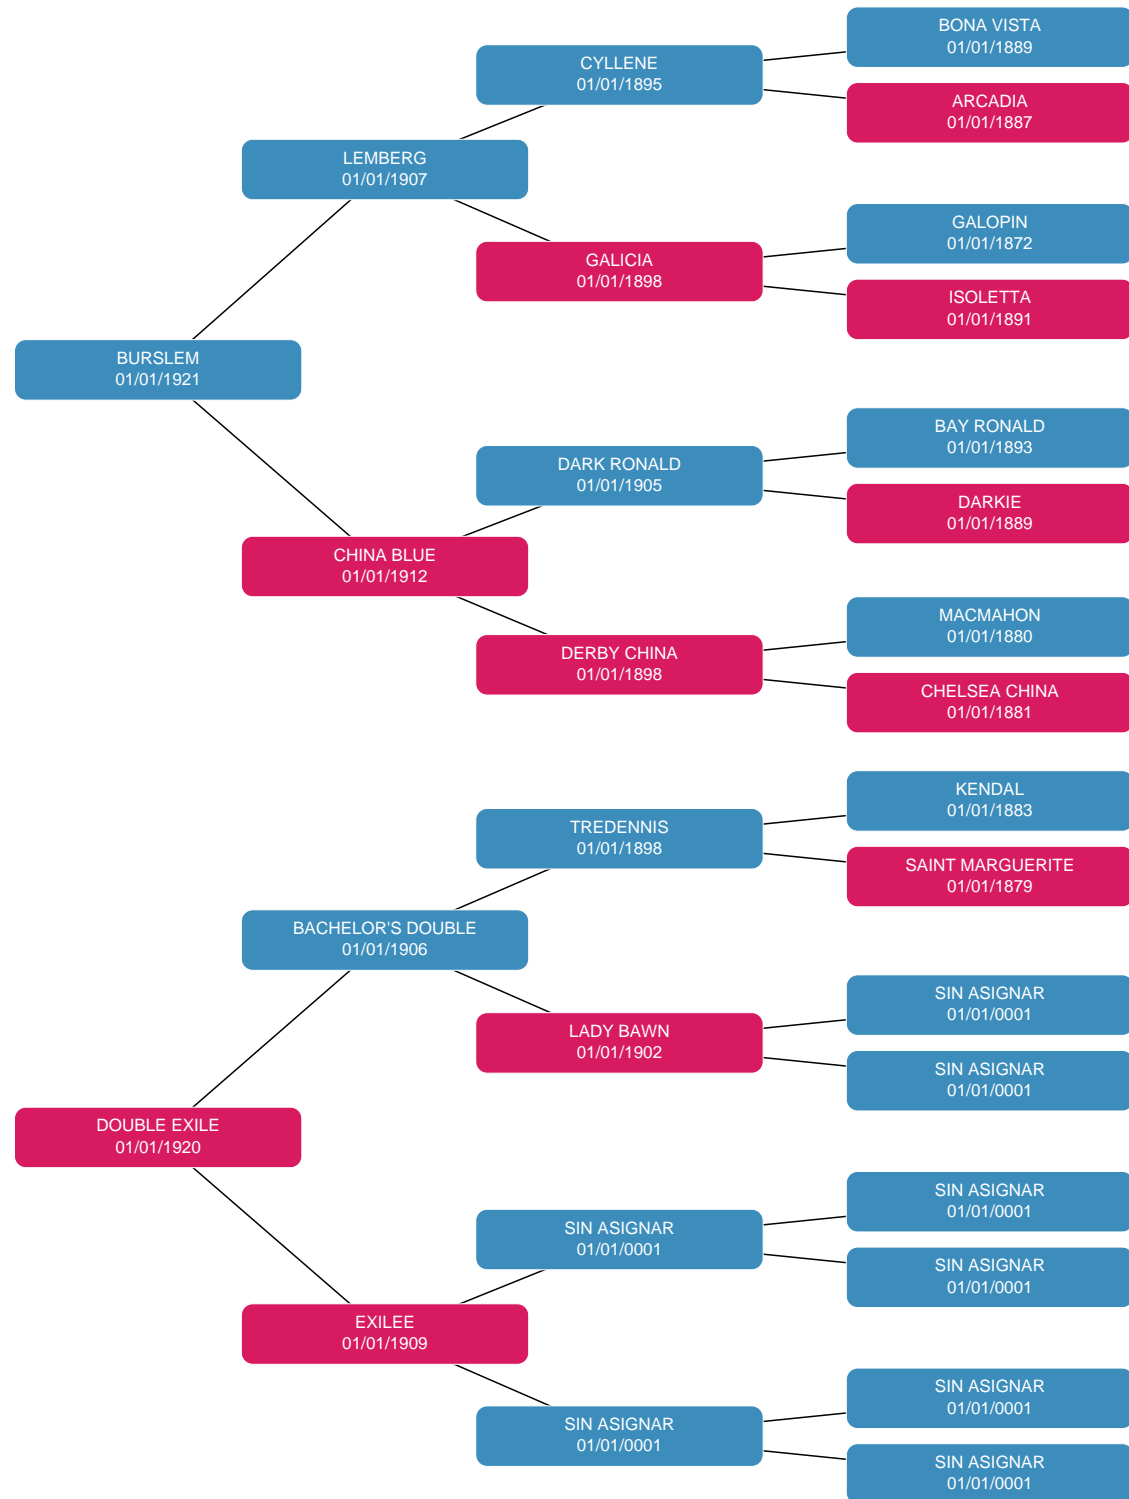 BONA VISTA
01/01/1889
CYLLENE
01/01/1895
ARCADIA
01/01/1887
LEMBERG
01/01/1907
GALOPIN
01/01/1872
GALICIA
01/01/1898
ISOLETTA
01/01/1891
BURSLEM
01/01/1921
BAY RONALD
01/01/1893
DARK RONALD
01/01/1905
DARKIE
01/01/1889
CHINA BLUE
01/01/1912
MACMAHON
01/01/1880
DERBY CHINA
01/01/1898
CHELSEA CHINA
01/01/1881
KENDAL
01/01/1883
TREDENNIS
01/01/1898
SAINT MARGUERITE
01/01/1879
BACHELOR'S DOUBLE
01/01/1906
SIN ASIGNAR
01/01/0001
LADY BAWN
01/01/1902
SIN ASIGNAR
01/01/0001
DOUBLE EXILE
01/01/1920
SIN ASIGNAR
01/01/0001
SIN ASIGNAR
01/01/0001
SIN ASIGNAR
01/01/0001
EXILEE
01/01/1909
SIN ASIGNAR
01/01/0001
SIN ASIGNAR
01/01/0001
SIN ASIGNAR
01/01/0001